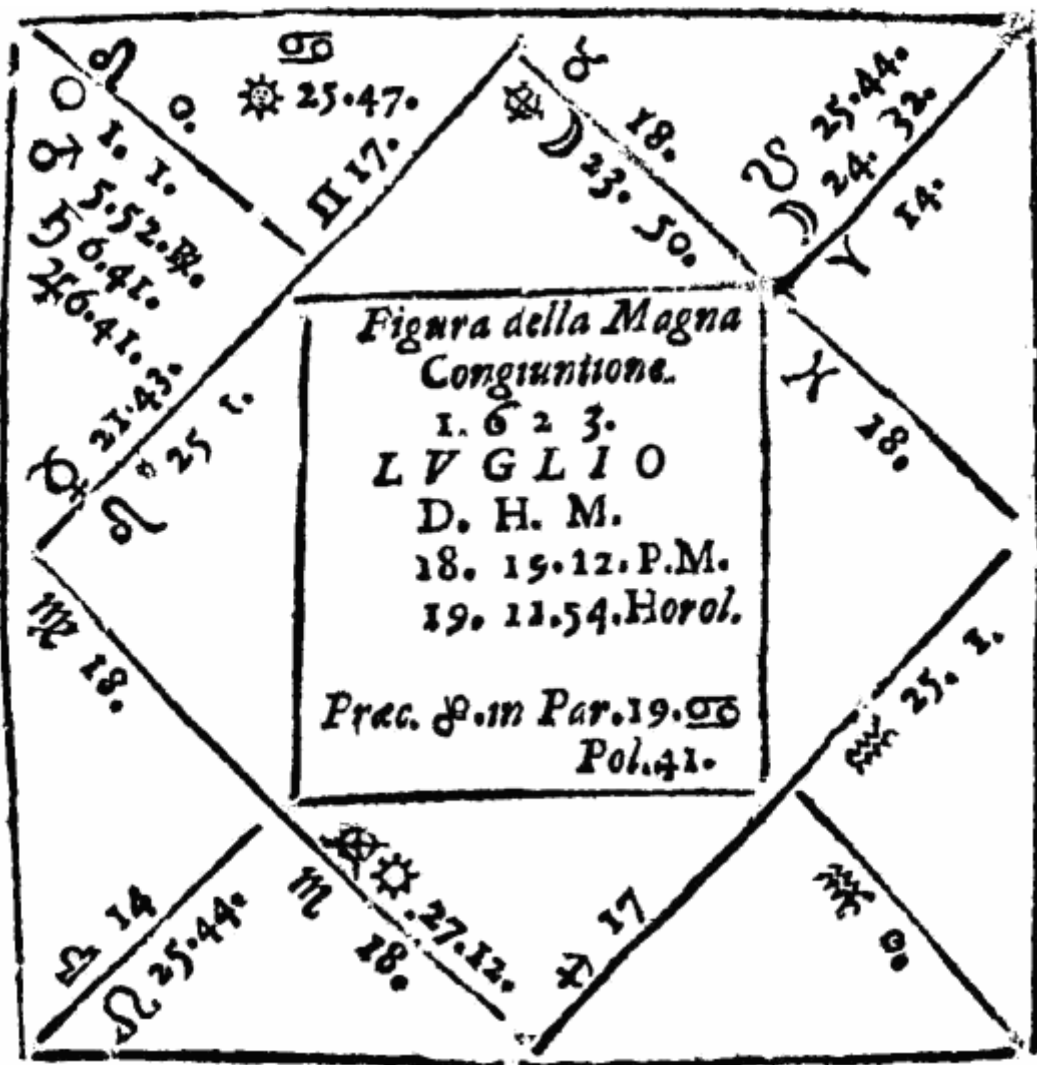 ♋
☉ 25.47.
♌ 0.
☿ 1. 1.
♂ 5.52.℞.
♄ 6.41.
♃ 6.41.
♀ 21.43.
♊ 17.
♉ 18.
☽ 23. 50.
☋ 25.44.
☽ 24. 32.
♈ 14.
♓ 18.
♌ 25 1.
Figura della Magna
Congiuntione.
1. 6 2 3.
LVGLIO
D. H. M.
18. 15.12. P.M.
19. 11.54. Horol.
Præc. ☍.in Par.19.♋
Pol.41.
♍ 18.
♒ 25. 1.
♎ 14
☊ 25.44.
♏ 18.
☼ .27.12.
♐ 17
♒ 0.